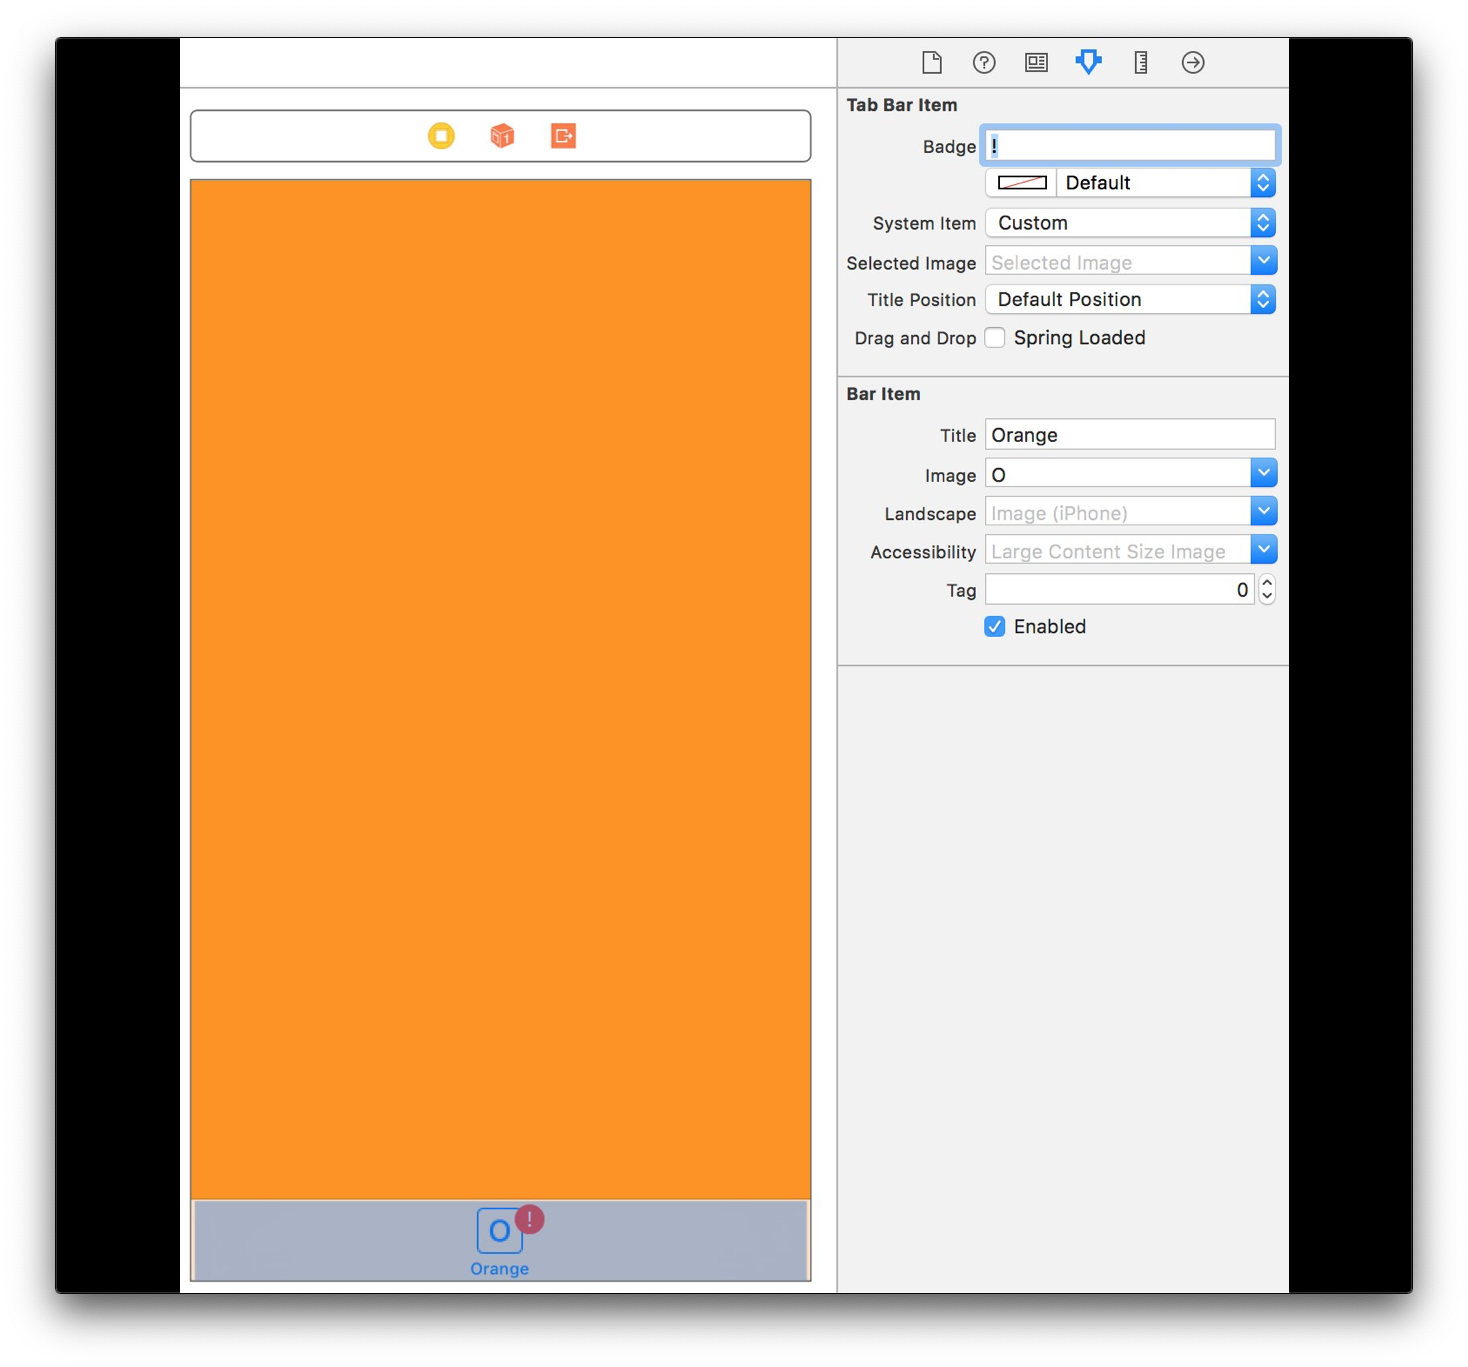 Tab Bar Item
Badge !
Default
System Item Custom
Selected Image Selected Image
Title Position Default Position
Drag and Drop Spring Loaded
Bar Item
Title Orange
Image O
Landscape Image (iPhone)
Accessibility Large Content Size Image
Tag 0
Enabled
O !
Orange